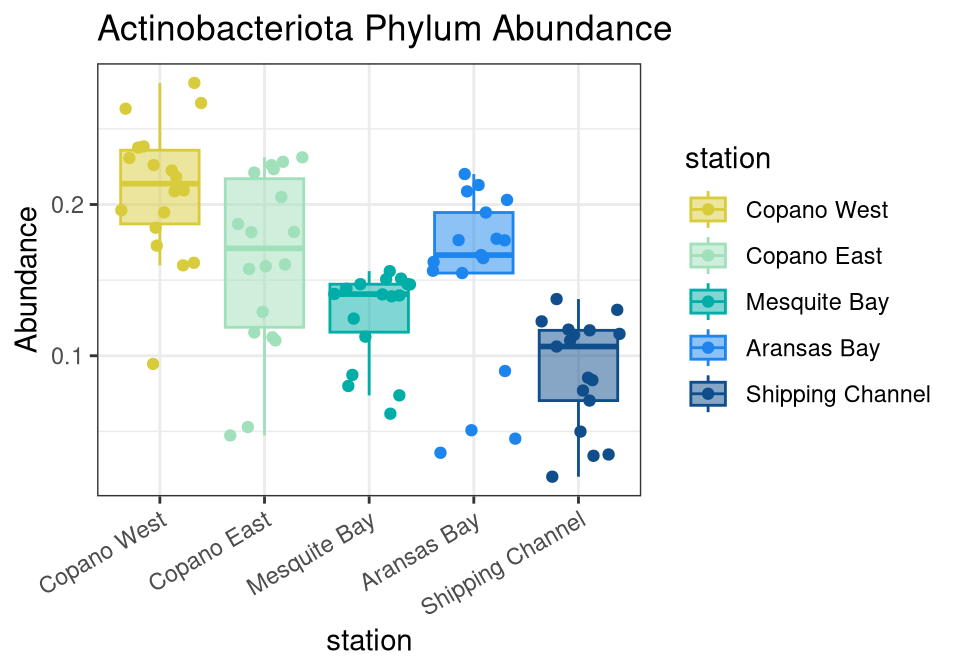 Actinobacteriota Phylum Abundance
Abundance
0.2
0.1
Copano West
Copano East
Mesquite Bay
Aransas Bay
Shipping Channel
station
station
Copano West
Copano East
Mesquite Bay
Aransas Bay
Shipping Channel